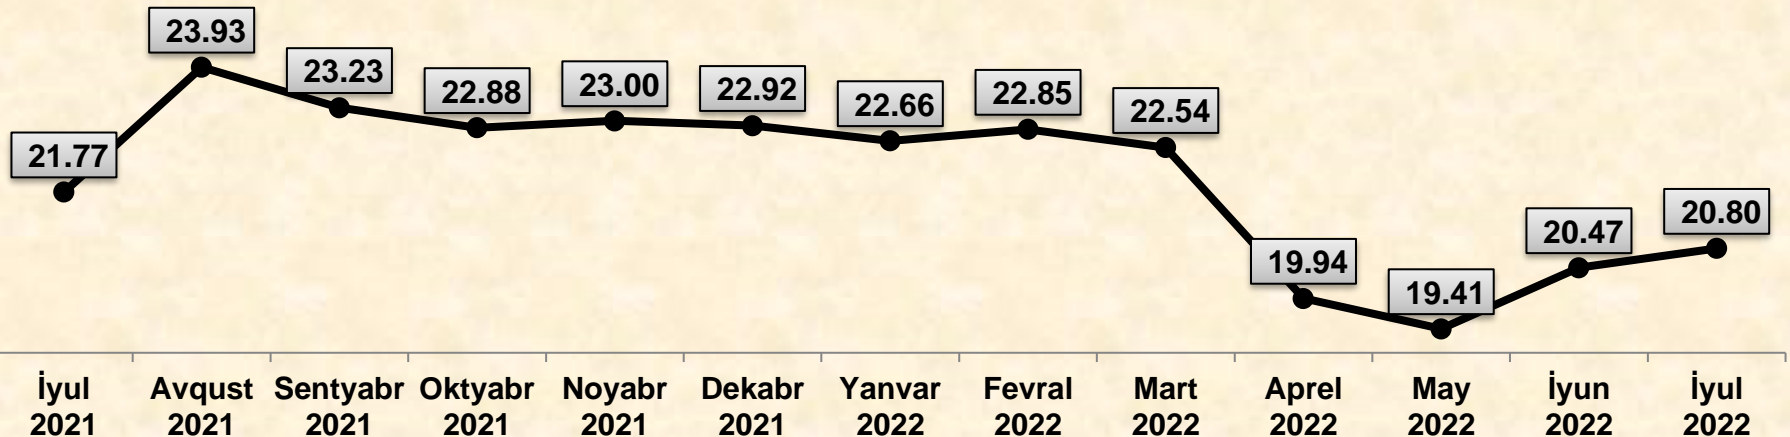 23.93
23.23
22.88
23.00
22.92
22.66
22.85
22.54
21.77
19.94
19.41
20.47
20.80
İyul 2021
Avqust 2021
Sentyabr 2021
Oktyabr 2021
Noyabr 2021
Dekabr 2021
Yanvar 2022
Fevral 2022
Mart 2022
Aprel 2022
May 2022
İyun 2022
İyul 2022